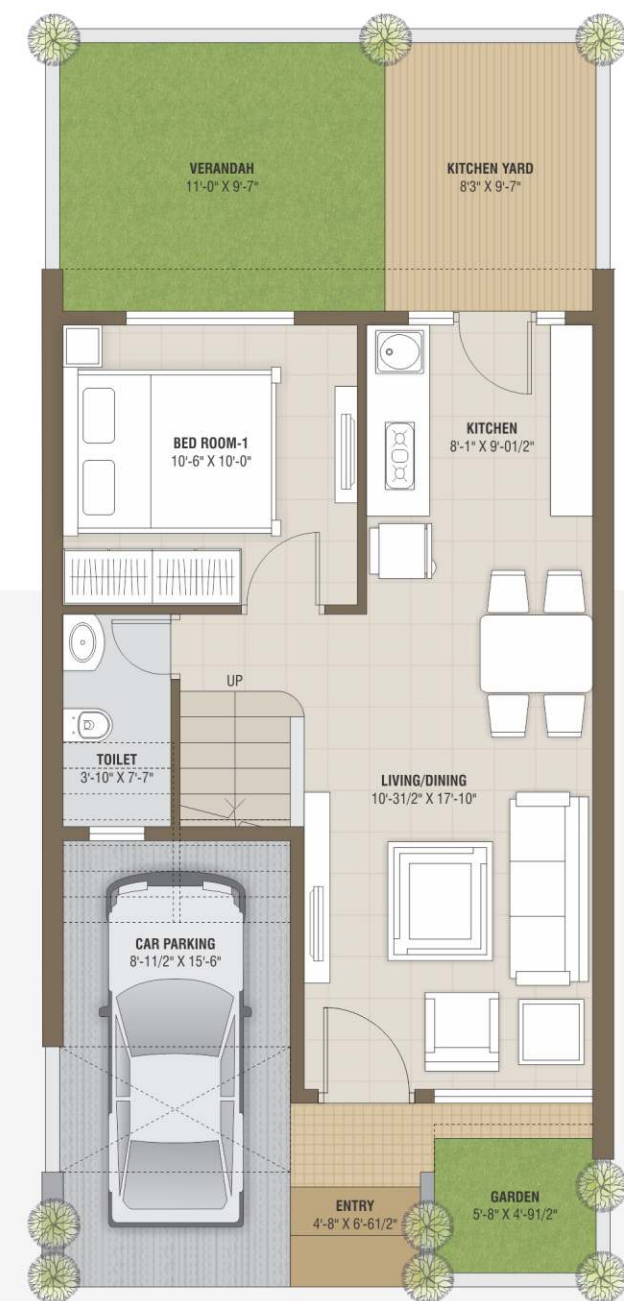 VERANDAH
11'-0" X 9'-7"
KITCHEN YARD
8'3" X 9'-7"
BED ROOM-1
10'-6" X 10'-0"
KITCHEN
8'-1" X 9'-01/2"
UP
TOILET
3'-10" X 7'-7"
LIVING/DINING
10'-31/2" X 17'-10"
CAR PARKING
8'-11/2" X 15'-6"
ENTRY
4'-8" X 6'-61/2"
GARDEN
5'-8" X 4'-91/2"